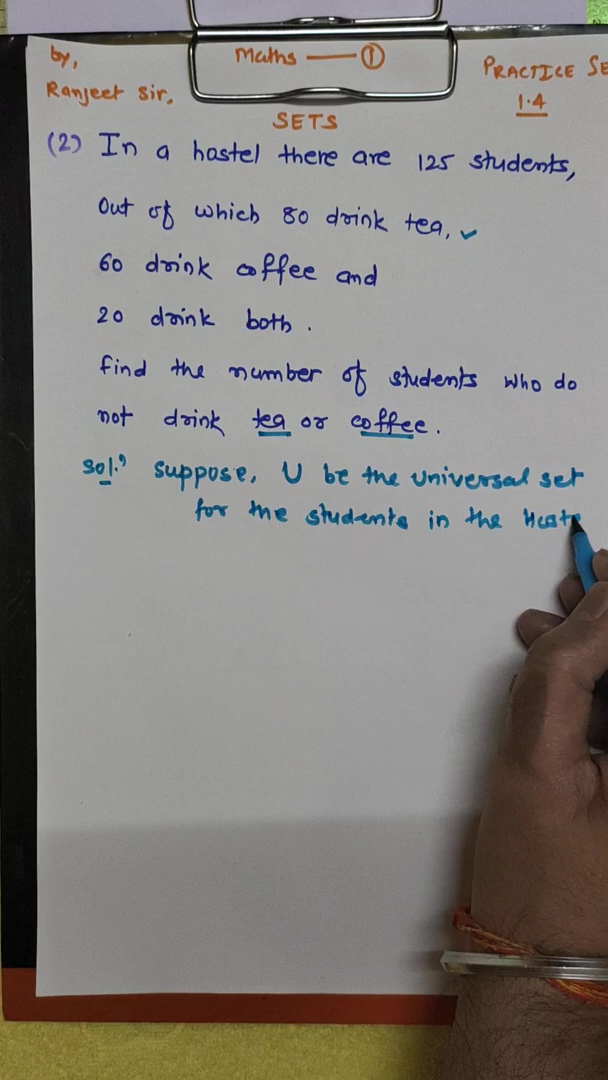 by,
Ranjeet Sir,
Maths — ①
PRACTICE SE
1.4
SETS
(2) In a hostel there are 125 students,
Out of which 80 drink tea,
60 drink coffee and
20 drink both.
find the number of students who do
not drink tea or coffee.
Sol.ⁿ Suppose, U be the universal set
for the students in the Hoste